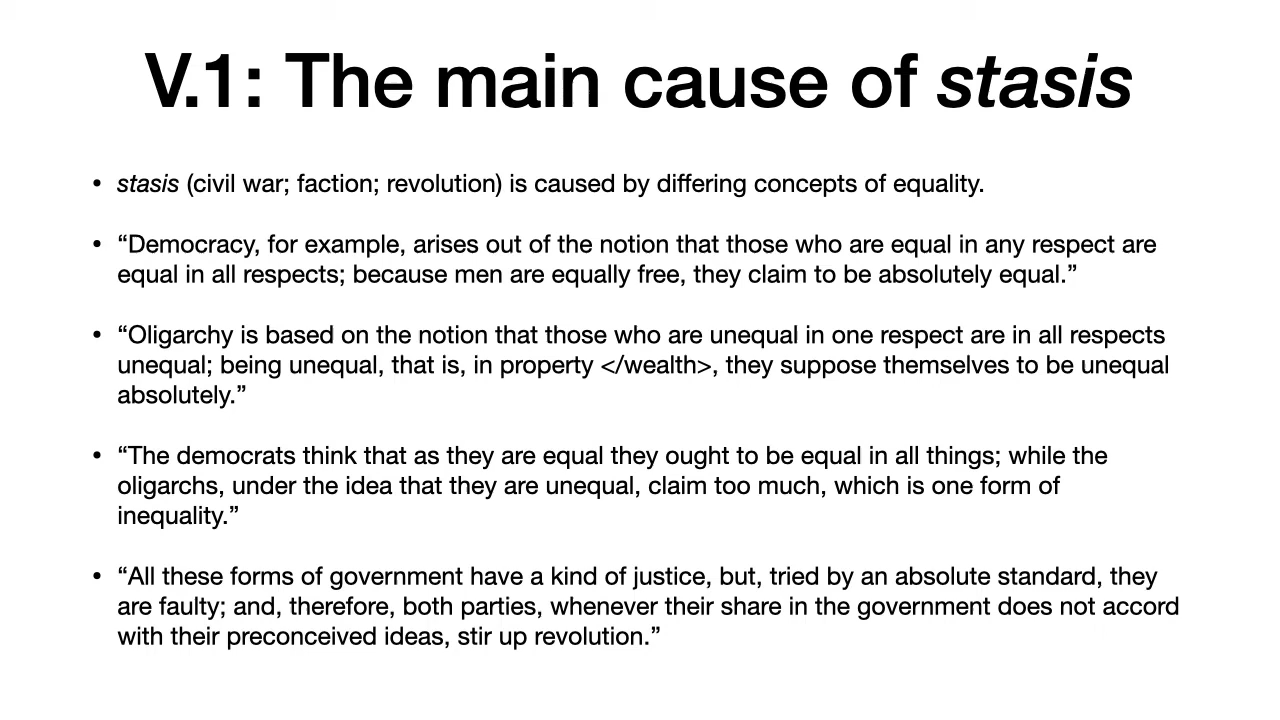 V.1: The main cause of stasis
• stasis (civil war; faction; revolution) is caused by differing concepts of equality.
• “Democracy, for example, arises out of the notion that those who are equal in any respect are
equal in all respects; because men are equally free, they claim to be absolutely equal.”
• “Oligarchy is based on the notion that those who are unequal in one respect are in all respects
unequal; being unequal, that is, in property </wealth>, they suppose themselves to be unequal
absolutely.”
• “The democrats think that as they are equal they ought to be equal in all things; while the
oligarchs, under the idea that they are unequal, claim too much, which is one form of
inequality.”
• “All these forms of government have a kind of justice, but, tried by an absolute standard, they
are faulty; and, therefore, both parties, whenever their share in the government does not accord
with their preconceived ideas, stir up revolution.”